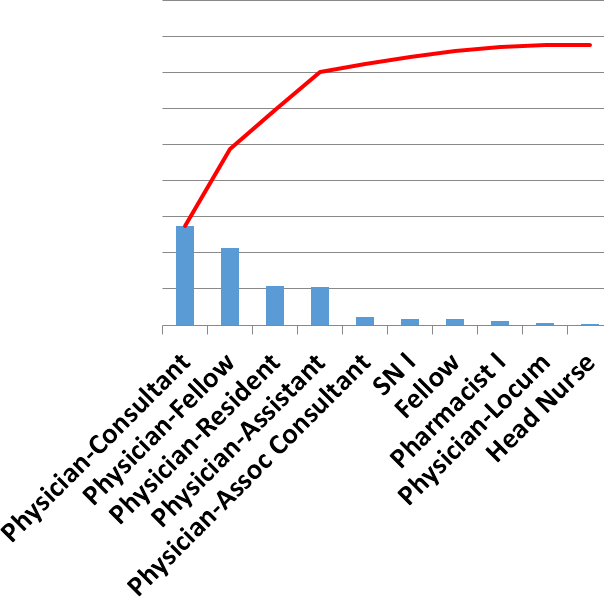 Physician-Consultant
Physician-Fellow
Physician-Resident
Physician-Assistant
Physician-Assoc Consultant
SN I
Fellow
Pharmacist I
Physician-Locum
Head Nurse